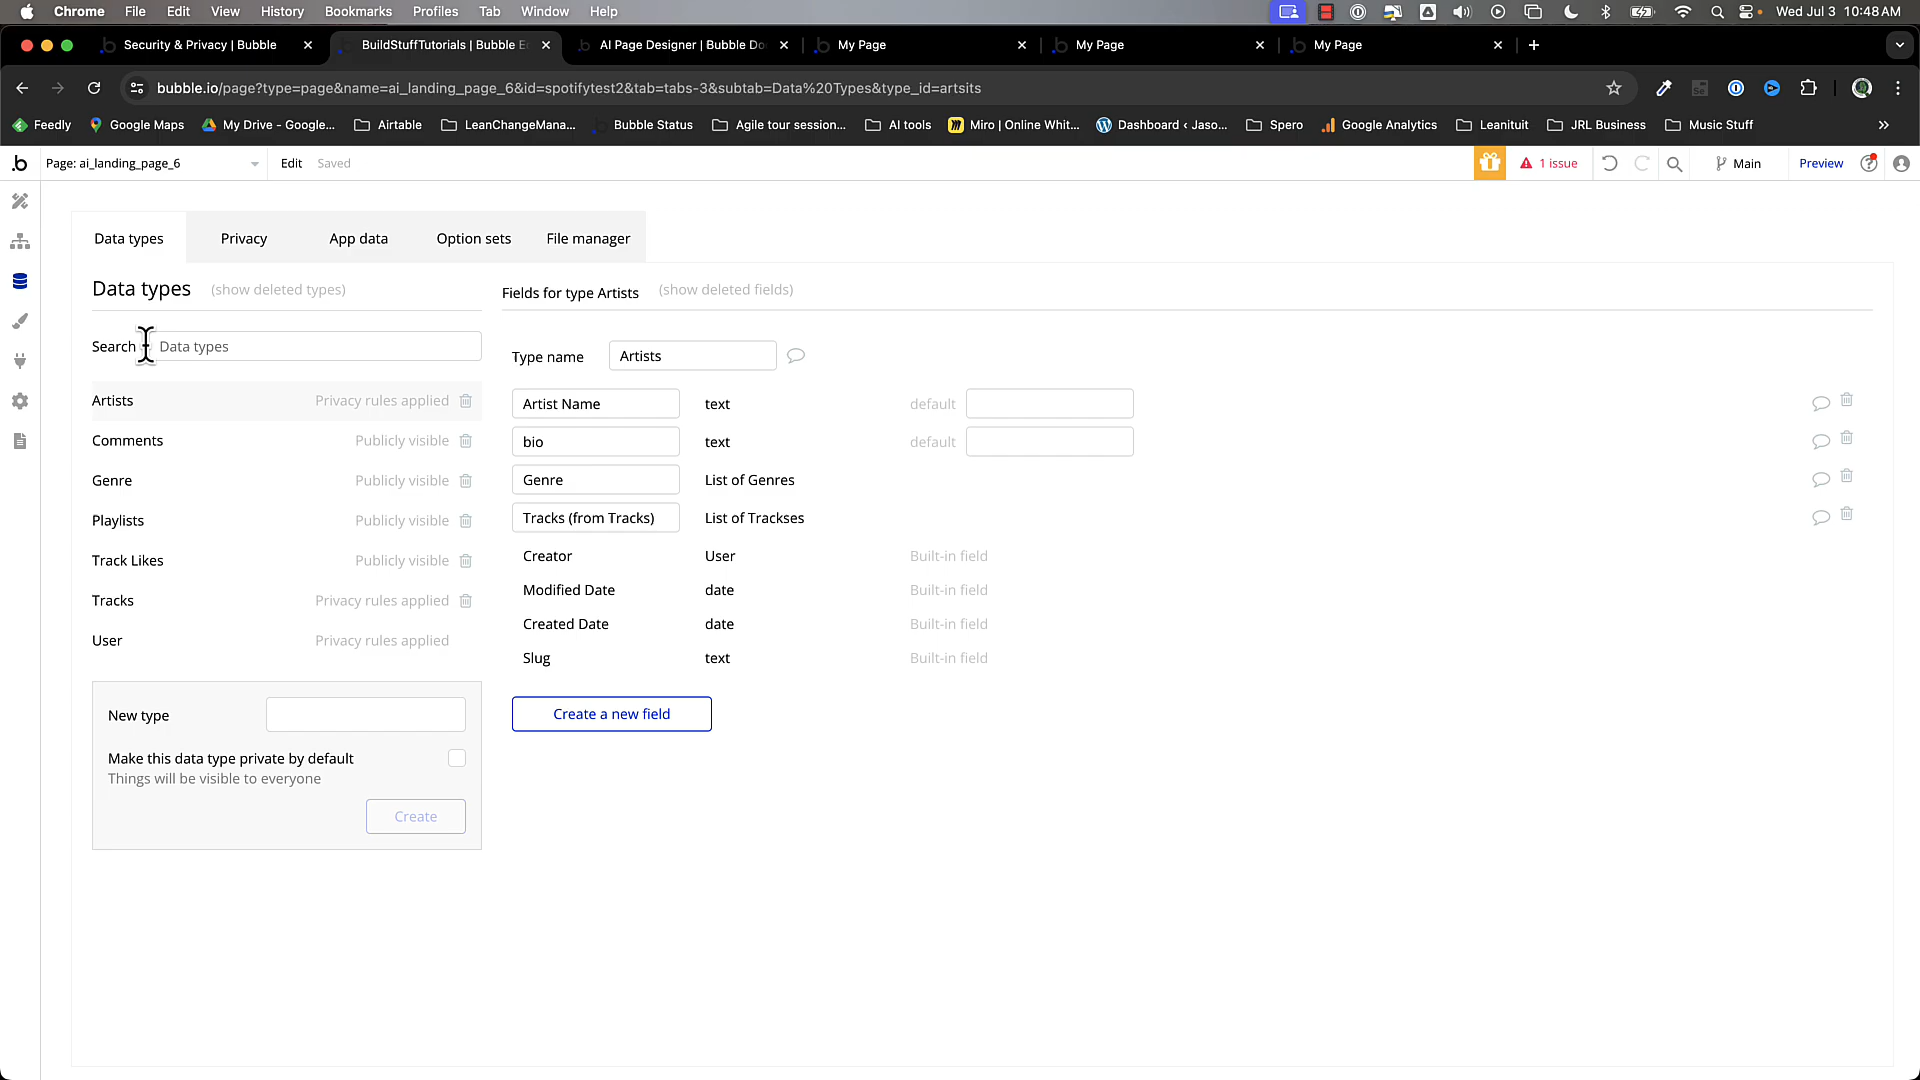 Chrome File Edit View History Bookmarks Profiles Tab Window Help Wed Jul 3 10:48 AM
Security & Privacy | Bubble
BuildStuffTutorials | Bubble E
AI Page Designer | Bubble Do
My Page
My Page
My Page
bubble.io/page?type=page&name=ai_landing_page_6&id=spotifytest2&tab=tabs-3&subtab=Data%20Types&type_id=artsits
Feedly Google Maps My Drive - Google... Airtable LeanChangeMana... Bubble Status Agile tour session... AI tools Miro | Online Whit... Dashboard ‹ Jaso... Spero Google Analytics Leanituit JRL Business Music Stuff
Page: ai_landing_page_6 Edit Saved 1 issue Main Preview
Data types Privacy App data Option sets File manager
Data types (show deleted types)
Search - Data types
Artists Privacy rules applied
Comments Publicly visible
Genre Publicly visible
Playlists Publicly visible
Track Likes Publicly visible
Tracks Privacy rules applied
User Privacy rules applied
New type
Make this data type private by default
Things will be visible to everyone
Create
Fields for type Artists (show deleted fields)
Type name Artists
Artist Name text default
bio text default
Genre List of Genres
Tracks (from Tracks) List of Trackses
Creator User Built-in field
Modified Date date Built-in field
Created Date date Built-in field
Slug text Built-in field
Create a new field